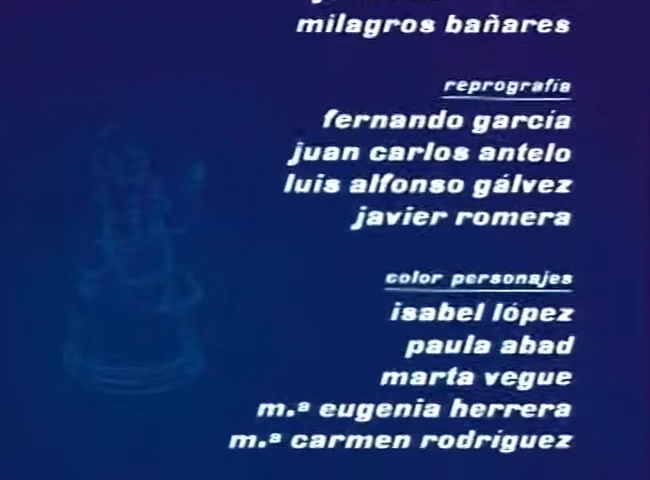 milagros bañares
reprografía
fernando garcía
juan carlos antelo
luis alfonso gálvez
javier romera
color personajes
isabel lópez
paula abad
marta vegue
m.ª eugenia herrera
m.ª carmen rodríguez